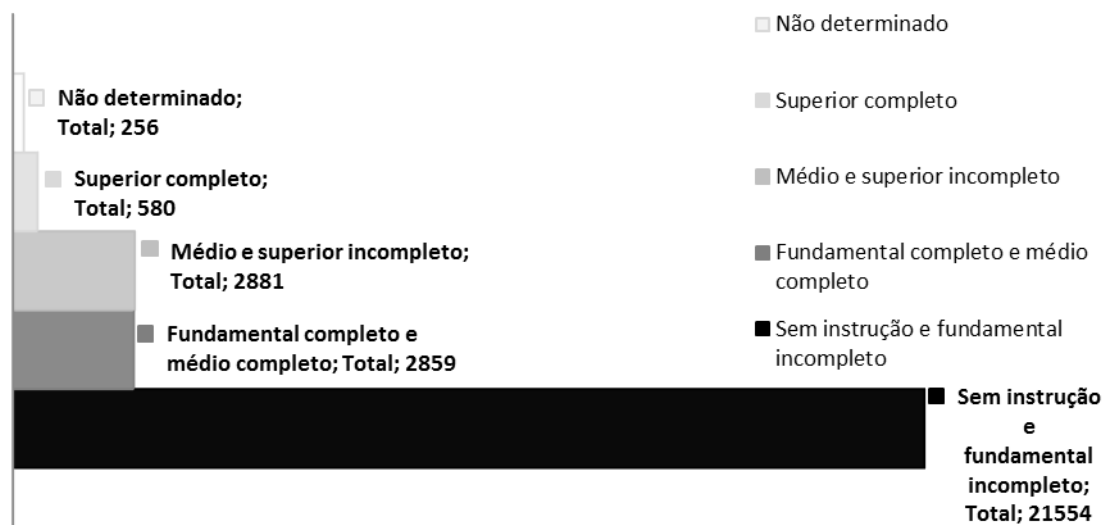 Não determinado;
Total; 256
Superior completo;
Total; 580
Médio e superior incompleto;
Total; 2881
Fundamental completo e
médio completo; Total; 2859
Sem instrução
e
fundamental
incompleto;
Total; 21554
Não determinado
Superior completo
Médio e superior incompleto
Fundamental completo e médio
completo
Sem instrução e fundamental
incompleto